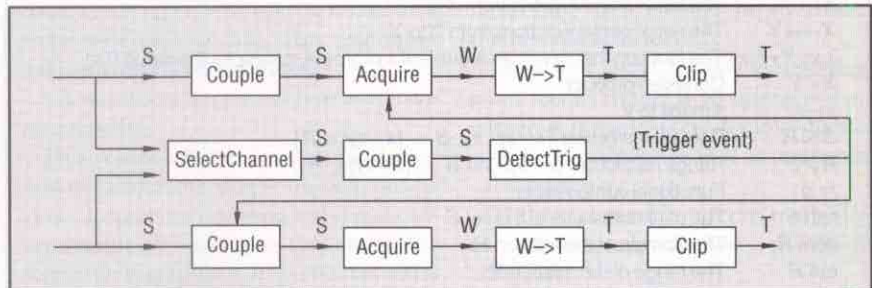 S S W T T
Couple Acquire W–>T Clip
S S {Trigger event}
SelectChannel Couple DetectTrig
S S W T T
Couple Acquire W–>T Clip